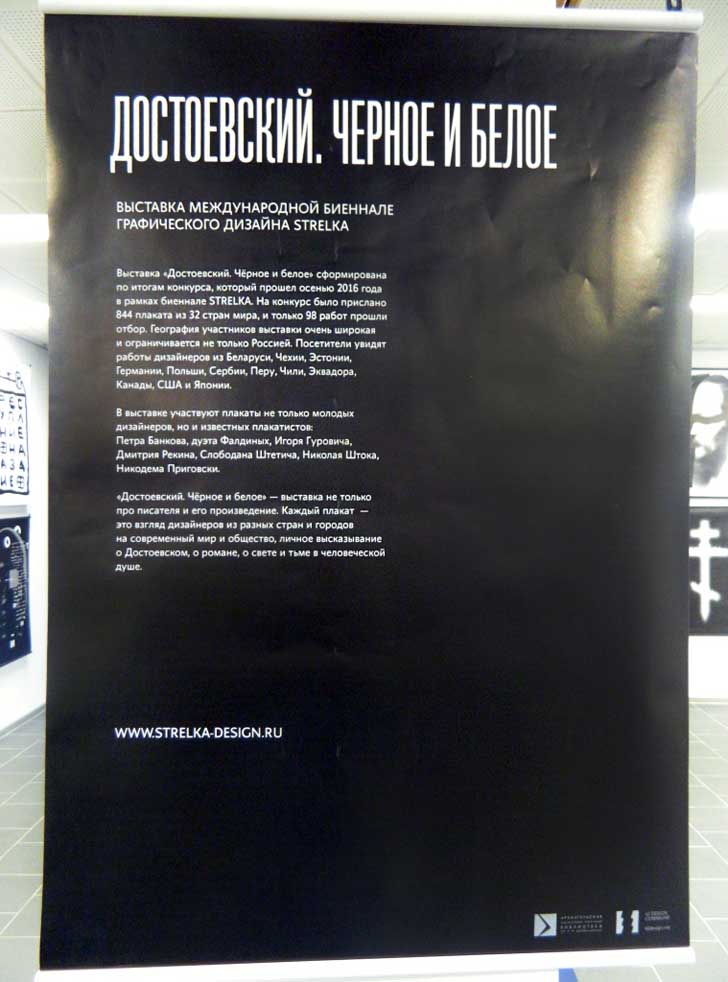 ДОСТОЕВСКИЙ. ЧЕРНОЕ И БЕЛОЕ
ВЫСТАВКА МЕЖДУНАРОДНОЙ БИЕННАЛЕ
ГРАФИЧЕСКОГО ДИЗАЙНА STRELKA
Выставка «Достоевский. Чёрное и белое» сформирована
по итогам конкурса, который прошел осенью 2016 года
в рамках биеннале STRELKA. На конкурс было прислано
844 плаката из 32 стран мира, и только 98 работ прошли
отбор. География участников выставки очень широкая
и ограничивается не только Россией. Посетители увидят
работы дизайнеров из Беларуси, Чехии, Эстонии,
Германии, Польши, Сербии, Перу, Чили, Эквадора,
Канады, США и Японии.
В выставке участвуют плакаты не только молодых
дизайнеров, но и известных плакатистов:
Петра Банкова, дуэта Фалдиных, Игоря Гуровича,
Дмитрия Рекина, Слободана Штетича, Николая Штока,
Никодема Приговски.
«Достоевский. Чёрное и белое» — выставка не только
про писателя и его произведение. Каждый плакат —
это взгляд дизайнеров из разных стран и городов
на современный мир и общество, личное высказывание
о Достоевском, о романе, о свете и тьме в человеческой
душе.
WWW.STRELKA-DESIGN.RU
АРХАНГЕЛЬСКАЯ
БИБЛИОТЕКА
DESIGN
COMMUNE